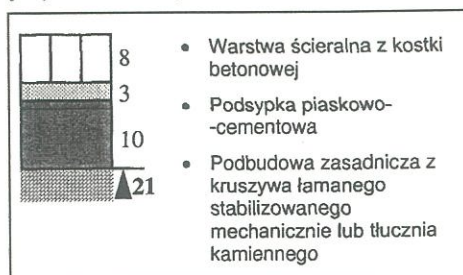 8
3
10
21
• Warstwa ścieralna z kostki
betonowej
• Podsypka piaskowo-
-cementowa
• Podbudowa zasadnicza z
kruszywa łamanego
stabilizowanego
mechanicznie lub tłucznia
kamiennego